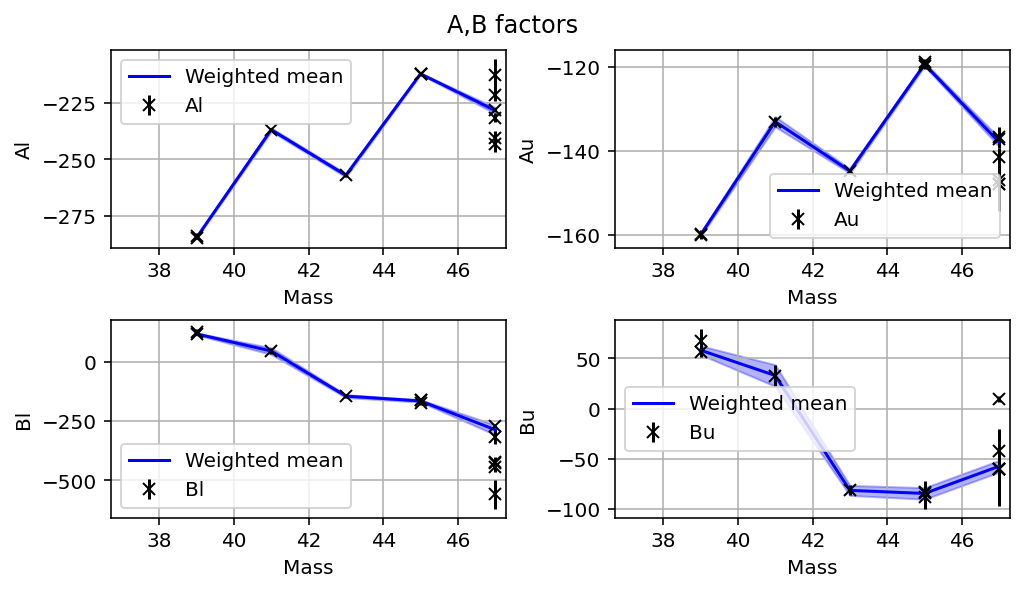 A,B factors
Al
−225
−250
−275
Weighted mean
Al
38 40 42 44 46
Mass
Au
−120
−140
−160
Weighted mean
Au
38 40 42 44 46
Mass
Bl
0
−250
−500
Weighted mean
Bl
38 40 42 44 46
Mass
Bu
50
0
−50
−100
Weighted mean
Bu
38 40 42 44 46
Mass